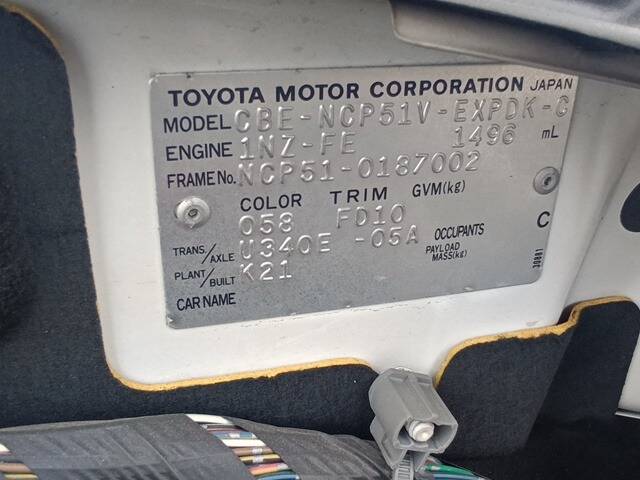 TOYOTA MOTOR CORPORATION JAPAN
MODEL CBE-NCP51V-EXPDK-G
ENGINE 1NZ-FE 1496 mL
FRAME No. NCP51-0187002
COLOR TRIM GVM(kg)
058 FD10
C
TRANS./AXLE U340E -05A OCCUPANTS
PAYLOAD MASS(kg)
PLANT/BUILT K21
CAR NAME
30881